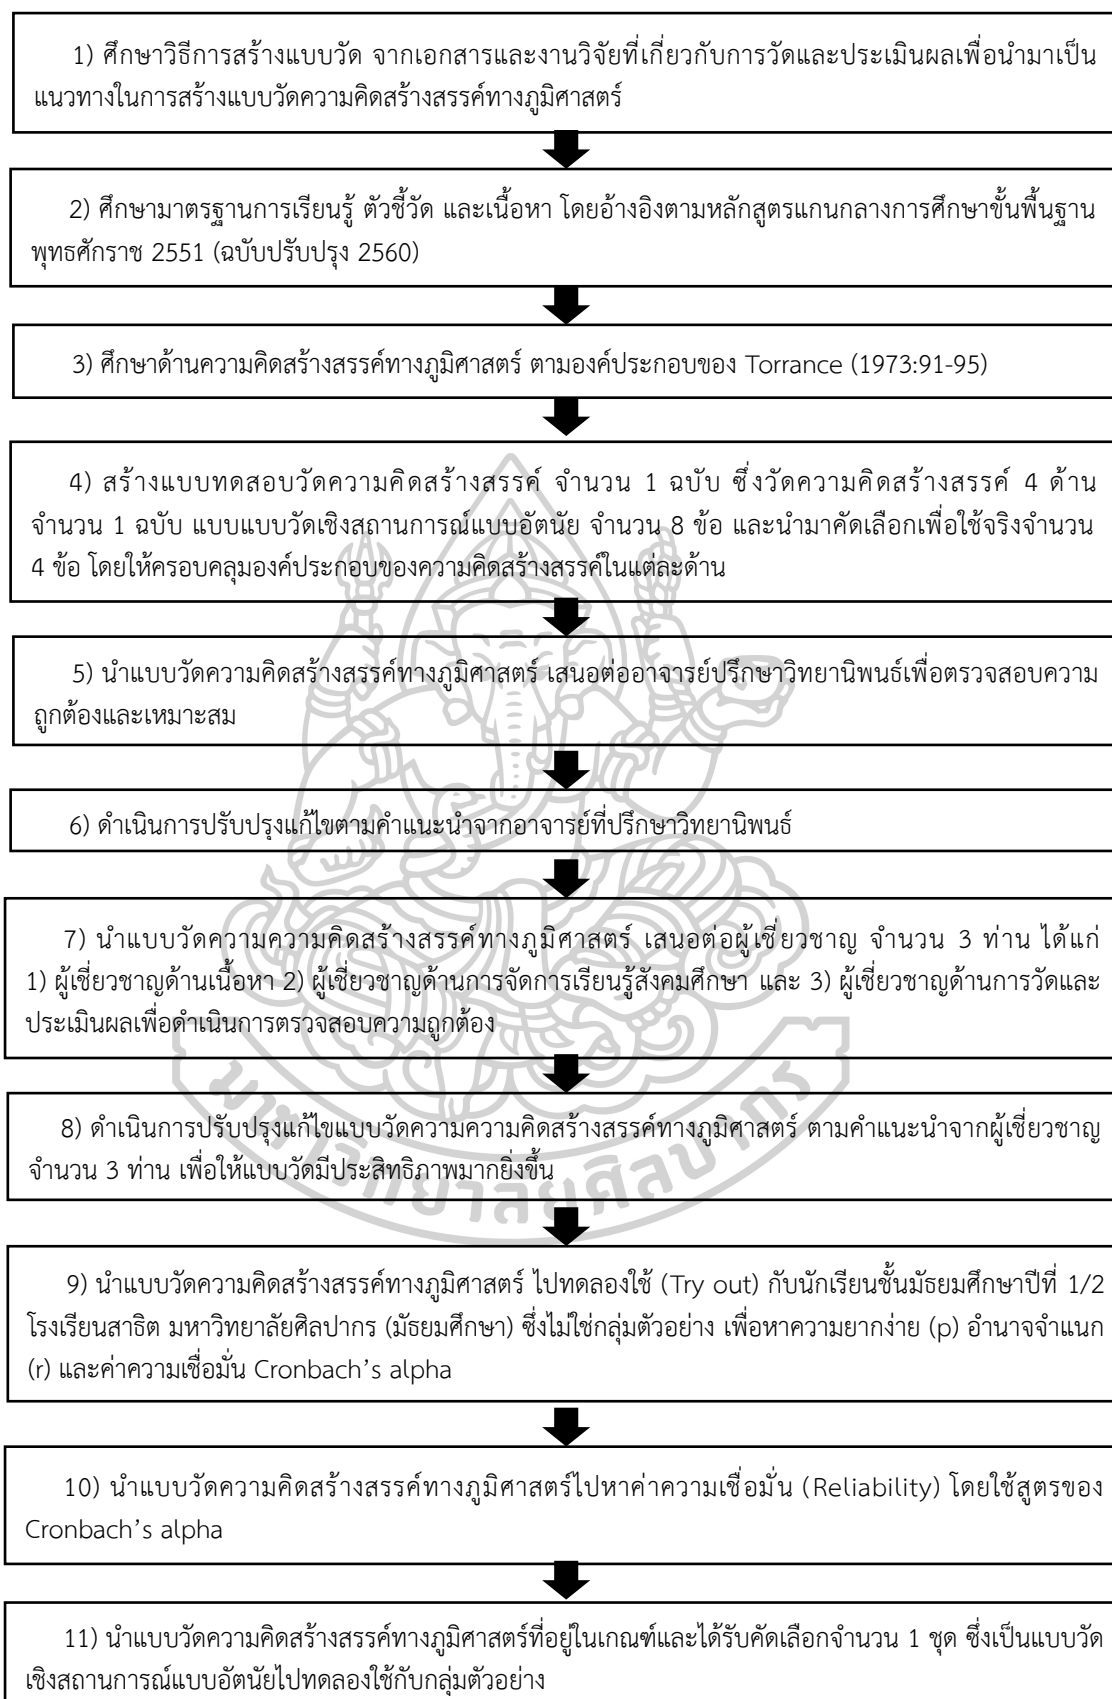 1) ศึกษาวิธีการสร้างแบบวัด จากเอกสารและงานวิจัยที่เกี่ยวกับการวัดและประเมินผลเพื่อนำมาเป็น
แนวทางในการสร้างแบบวัดความคิดสร้างสรรค์ทางภูมิศาสตร์
2) ศึกษามาตรฐานการเรียนรู้ ตัวชี้วัด และเนื้อหา โดยอ้างอิงตามหลักสูตรแกนกลางการศึกษาขั้นพื้นฐาน
พุทธศักราช 2551 (ฉบับปรับปรุง 2560)
3) ศึกษาด้านความคิดสร้างสรรค์ทางภูมิศาสตร์ ตามองค์ประกอบของ Torrance (1973:91-95)
4) สร้างแบบทดสอบวัดความคิดสร้างสรรค์ จำนวน 1 ฉบับ ซึ่งวัดความคิดสร้างสรรค์ 4 ด้าน
จำนวน 1 ฉบับ แบบแบบวัดเชิงสถานการณ์แบบอัตนัย จำนวน 8 ข้อ และนำมาคัดเลือกเพื่อใช้จริงจำนวน
4 ข้อ โดยให้ครอบคลุมองค์ประกอบของความคิดสร้างสรรค์ในแต่ละด้าน
5) นำแบบวัดความคิดสร้างสรรค์ทางภูมิศาสตร์ เสนอต่ออาจารย์ปรึกษาวิทยานิพนธ์เพื่อตรวจสอบความ
ถูกต้องและเหมาะสม
6) ดำเนินการปรับปรุงแก้ไขตามคำแนะนำจากอาจารย์ที่ปรึกษาวิทยานิพนธ์
7) นำแบบวัดความความคิดสร้างสรรค์ทางภูมิศาสตร์ เสนอต่อผู้เชี่ยวชาญ จำนวน 3 ท่าน ได้แก่
1) ผู้เชี่ยวชาญด้านเนื้อหา 2) ผู้เชี่ยวชาญด้านการจัดการเรียนรู้สังคมศึกษา และ 3) ผู้เชี่ยวชาญด้านการวัดและ
ประเมินผลเพื่อดำเนินการตรวจสอบความถูกต้อง
8) ดำเนินการปรับปรุงแก้ไขแบบวัดความความคิดสร้างสรรค์ทางภูมิศาสตร์ ตามคำแนะนำจากผู้เชี่ยวชาญ
จำนวน 3 ท่าน เพื่อให้แบบวัดมีประสิทธิภาพมากยิ่งขึ้น
มหาวิทยาลัยศิลปากร
9) นำแบบวัดความคิดสร้างสรรค์ทางภูมิศาสตร์ ไปทดลองใช้ (Try out) กับนักเรียนชั้นมัธยมศึกษาปีที่ 1/2
โรงเรียนสาธิต มหาวิทยาลัยศิลปากร (มัธยมศึกษา) ซึ่งไม่ใช่กลุ่มตัวอย่าง เพื่อหาความยากง่าย (p) อำนาจจำแนก
(r) และค่าความเชื่อมั่น Cronbach's alpha
10) นำแบบวัดความคิดสร้างสรรค์ทางภูมิศาสตร์ไปหาค่าความเชื่อมั่น (Reliability) โดยใช้สูตรของ
Cronbach's alpha
11) นำแบบวัดความคิดสร้างสรรค์ทางภูมิศาสตร์ที่อยู่ในเกณฑ์และได้รับคัดเลือกจำนวน 1 ชุด ซึ่งเป็นแบบวัด
เชิงสถานการณ์แบบอัตนัยไปทดลองใช้กับกลุ่มตัวอย่าง